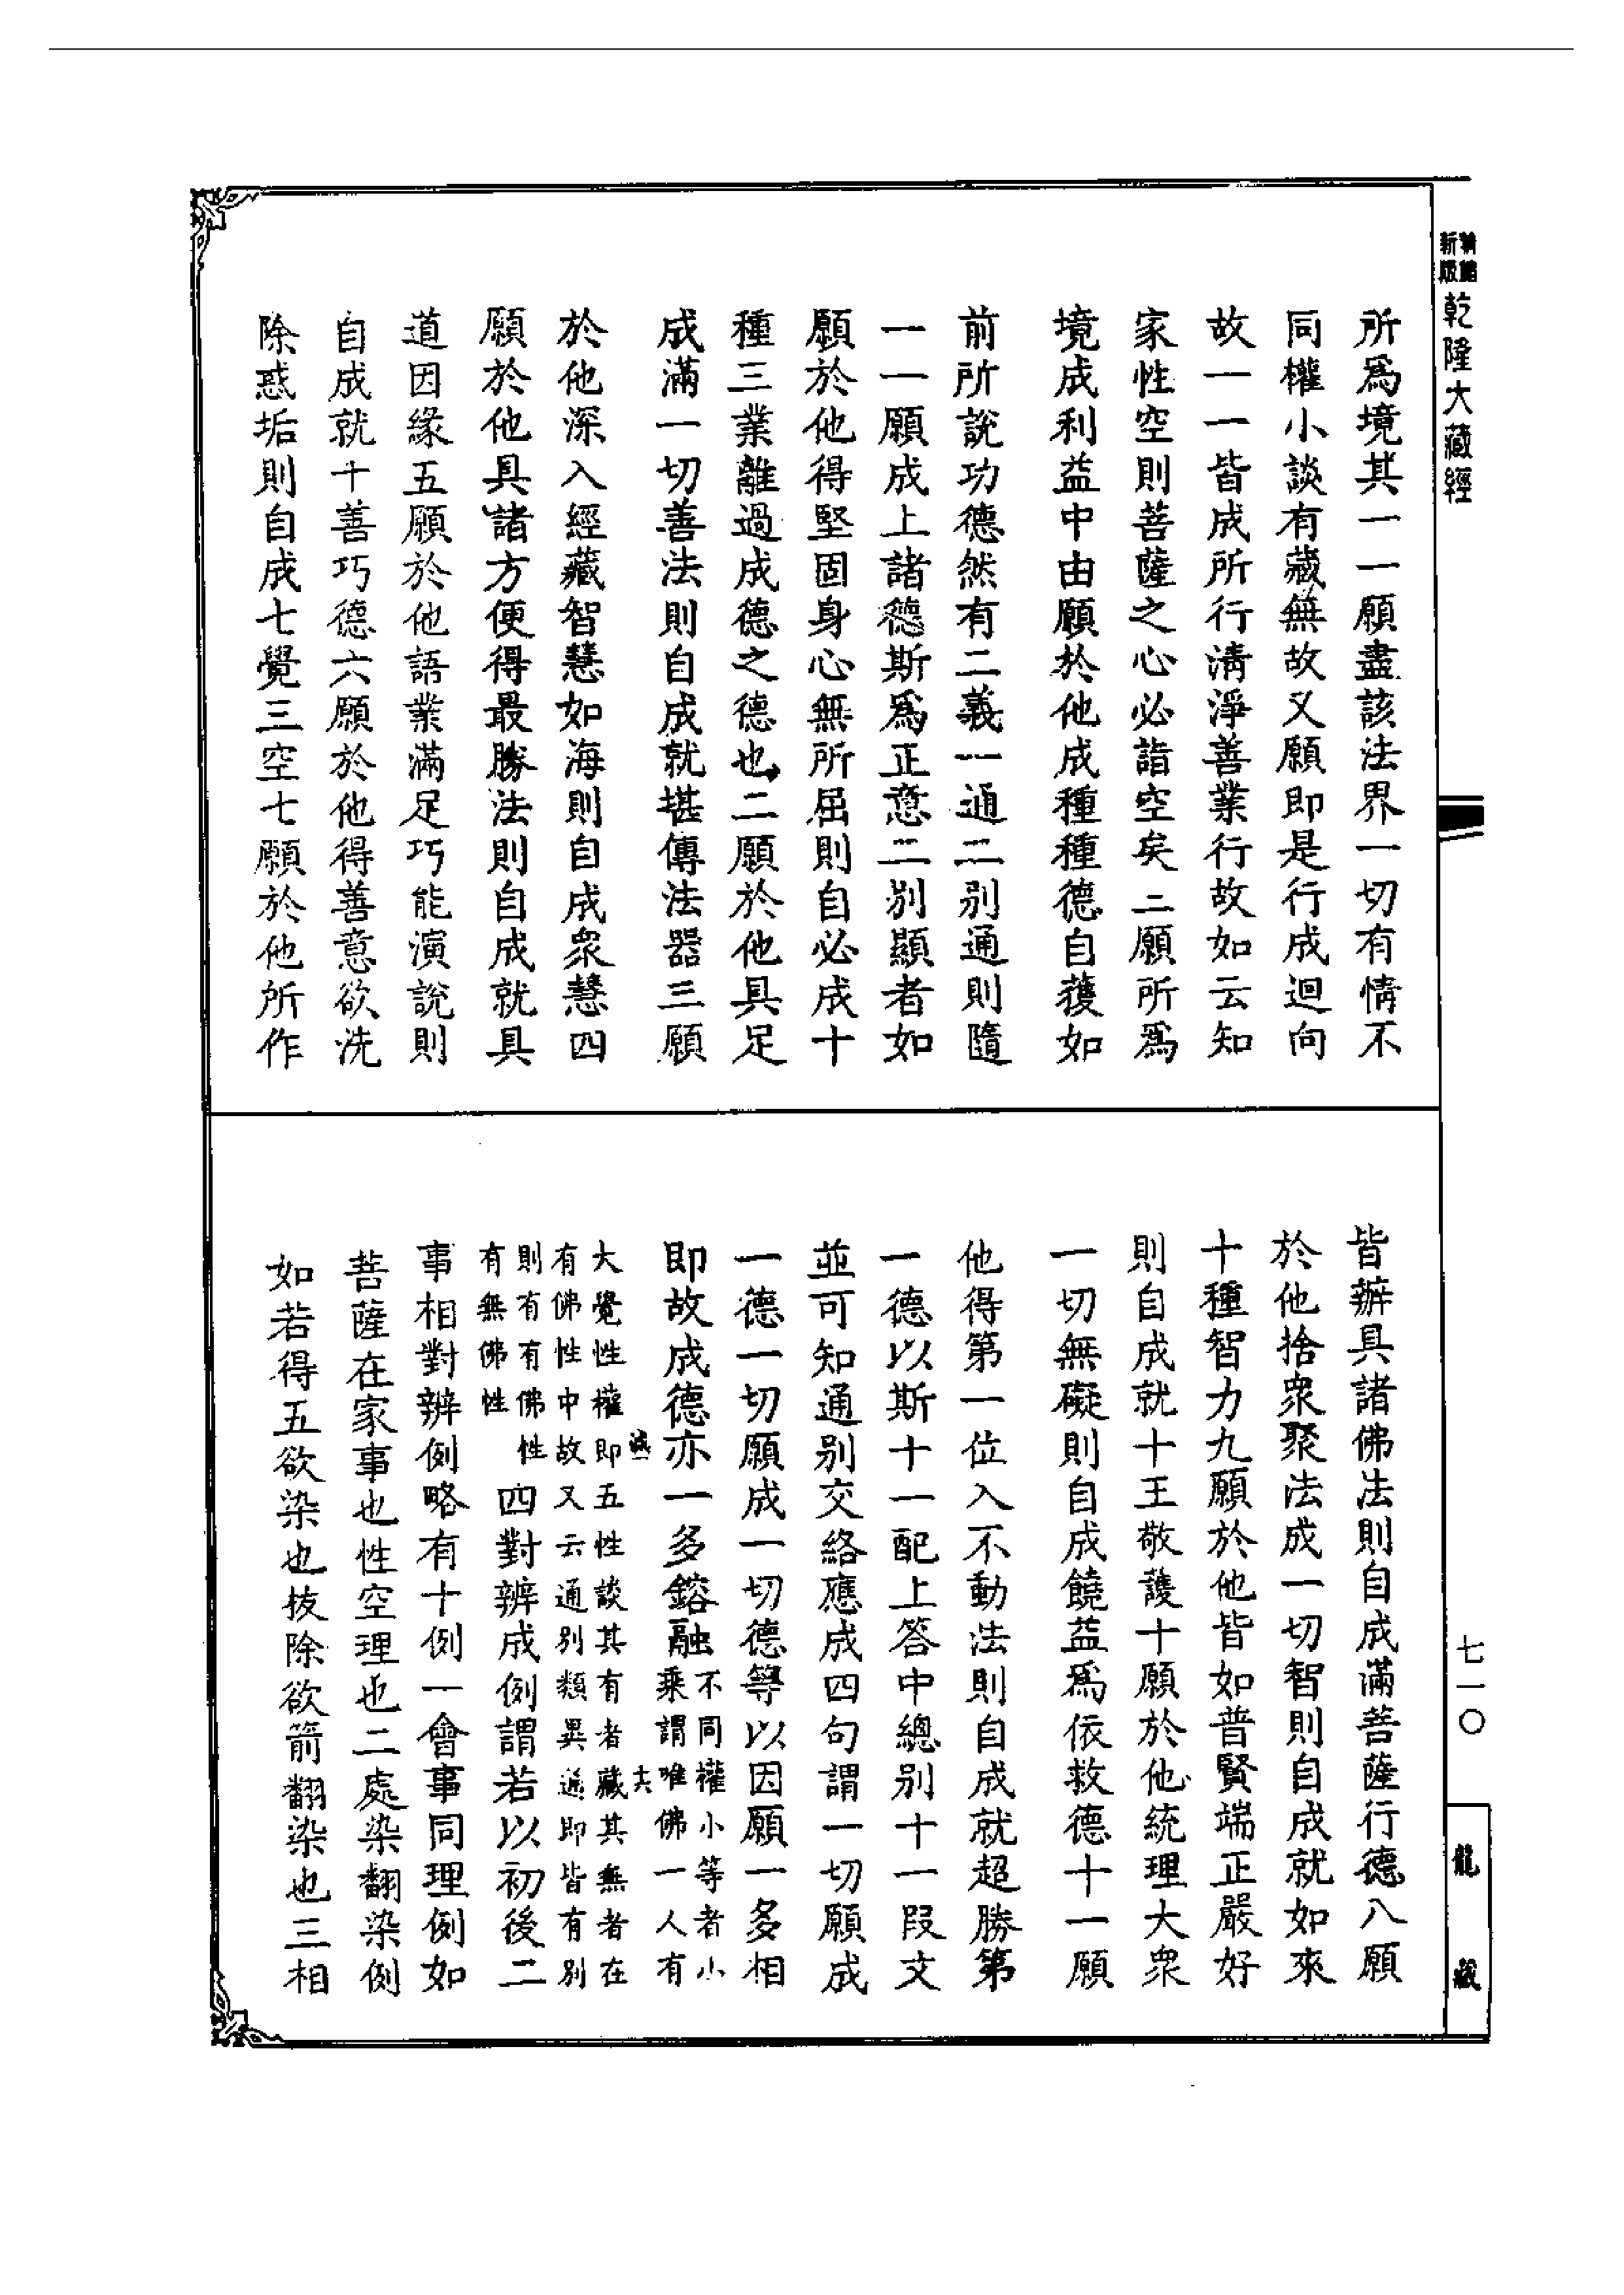 新版
精縮
乾隆大藏經
所爲境其一一願盡該法界一切有情不
同權小談有藏無故又願即是行成迴向
故一一皆成所行清淨善業行故如云知
家性空則菩薩之心必詣空矣二願所爲
境成利益中由願於他成種種德自獲如
前所說功德然有二義一通二別通則隨
一一願成上諸德斯爲正意二別顯者如
願於他得堅固身心無所屈則自必成十
種三業離過成德之德也二願於他具足
成滿一切善法則自成就堪傳法器三願
於他深入經藏智慧如海則自成衆慧四
願於他具諸方便得最勝法則自成就具
道因緣五願於他語業滿足巧能演說則
自成就十善巧德六願於他得善意欲洗
除惑垢則自成七覺三空七願於他所作
皆辦具諸佛法則自成滿菩薩行德八願
於他捨衆聚法成一切智則自成就如來
十種智力九願於他皆如普賢端正嚴好
則自成就十王敬護十願於他統理大衆
一切無礙則自成饒益爲依救德十一願
他得第一位入不動法則自成就超勝第
一德以斯十一配上答中總別十一段文
並可知通別交絡應成四句謂一切願成
一德一切願成一切德等以因願一多相
即故成德亦一多鎔融不同權小等者小
乘謂唯佛一人有
大覺性權即五性談其有者藏其無者在
有佛性中故又云通別類異遞即皆有別
則有有佛性
有無佛性
四對辨成例謂若以初後二
事相對辨例略有十例一會事同理例如
菩薩在家事也性空理也二處染翻染例
如若得五欲染也拔除欲箭翻染也三相
七一〇
龍藏